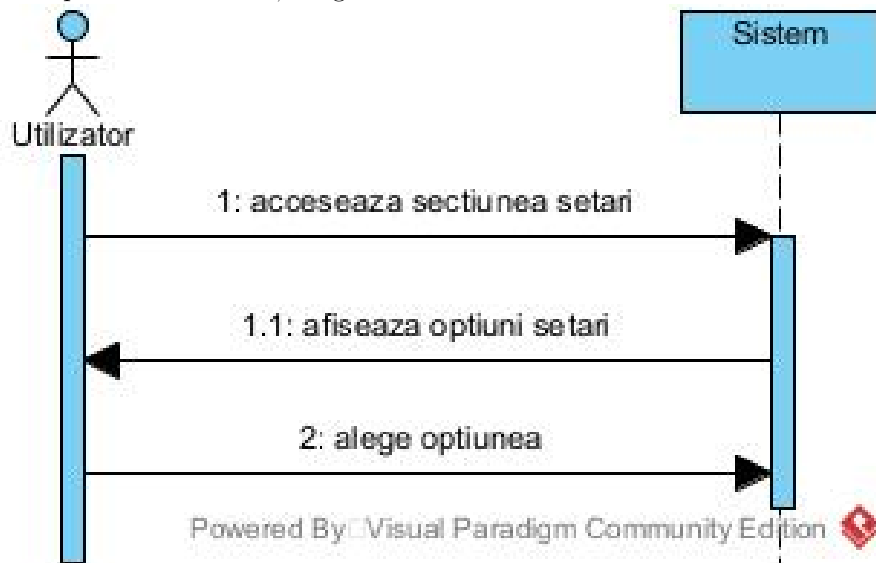 Sistem
Utilizator
1: acceseaza sectiunea setari
1.1: afiseaza optiuni setari
2: alege optiunea
Powered By Visual Paradigm Community Edition